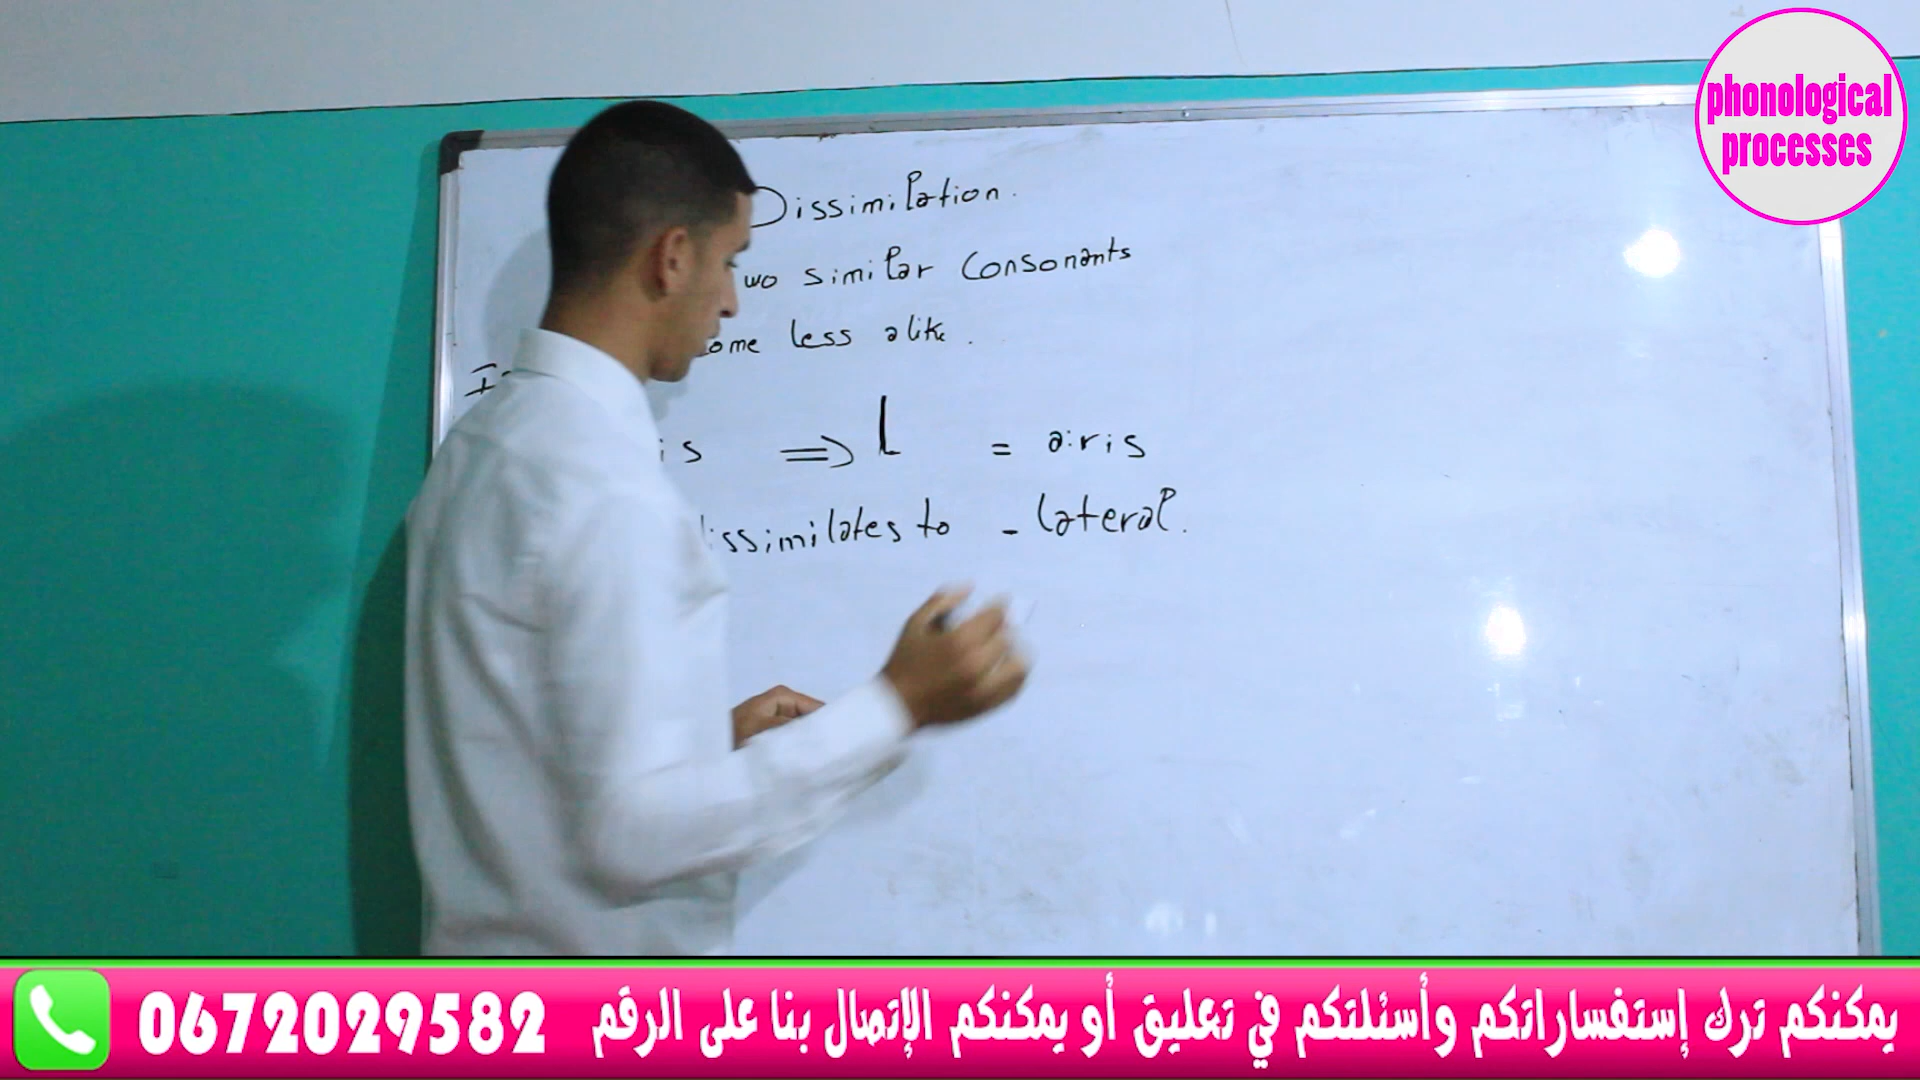 phonological
processes
Dissimilation.
wo similar consonants
ome less alike.
is => L = a:ris
issimilates to - lateral.
0672029582 يمكنكم ترك إستفساراتكم وأسئلتكم في تعليق أو يمكنكم الإتصال بنا على الرقم